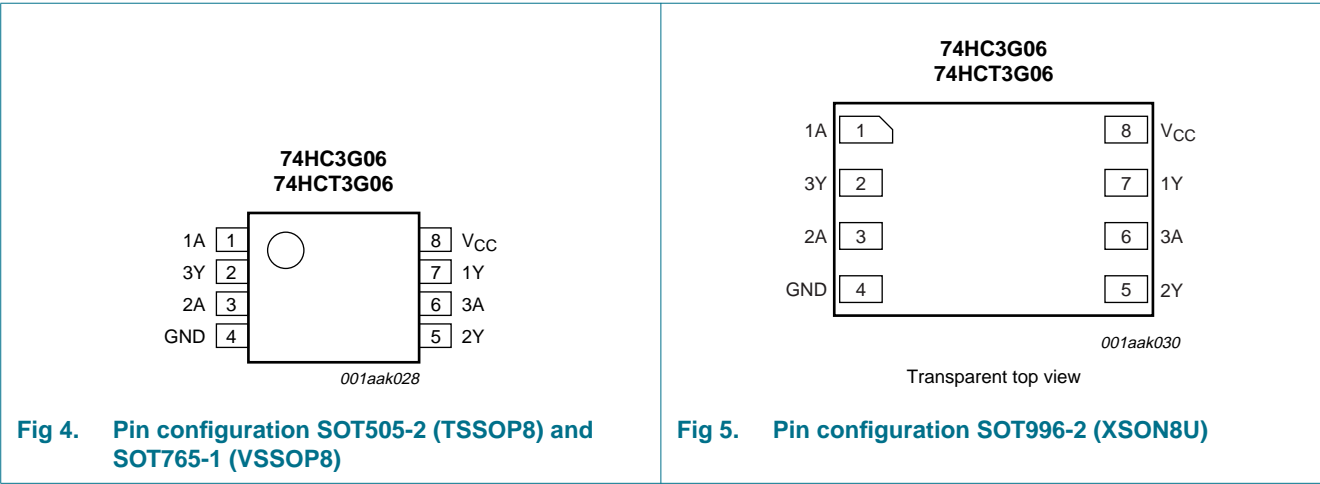 74HC3G06
74HCT3G06
1A 1 8 VCC
3Y 2 7 1Y
2A 3 6 3A
GND 4 5 2Y
001aak028
Fig 4. Pin configuration SOT505-2 (TSSOP8) and
SOT765-1 (VSSOP8)
74HC3G06
74HCT3G06
1A 1 8 VCC
3Y 2 7 1Y
2A 3 6 3A
GND 4 5 2Y
001aak030
Transparent top view
Fig 5. Pin configuration SOT996-2 (XSON8U)